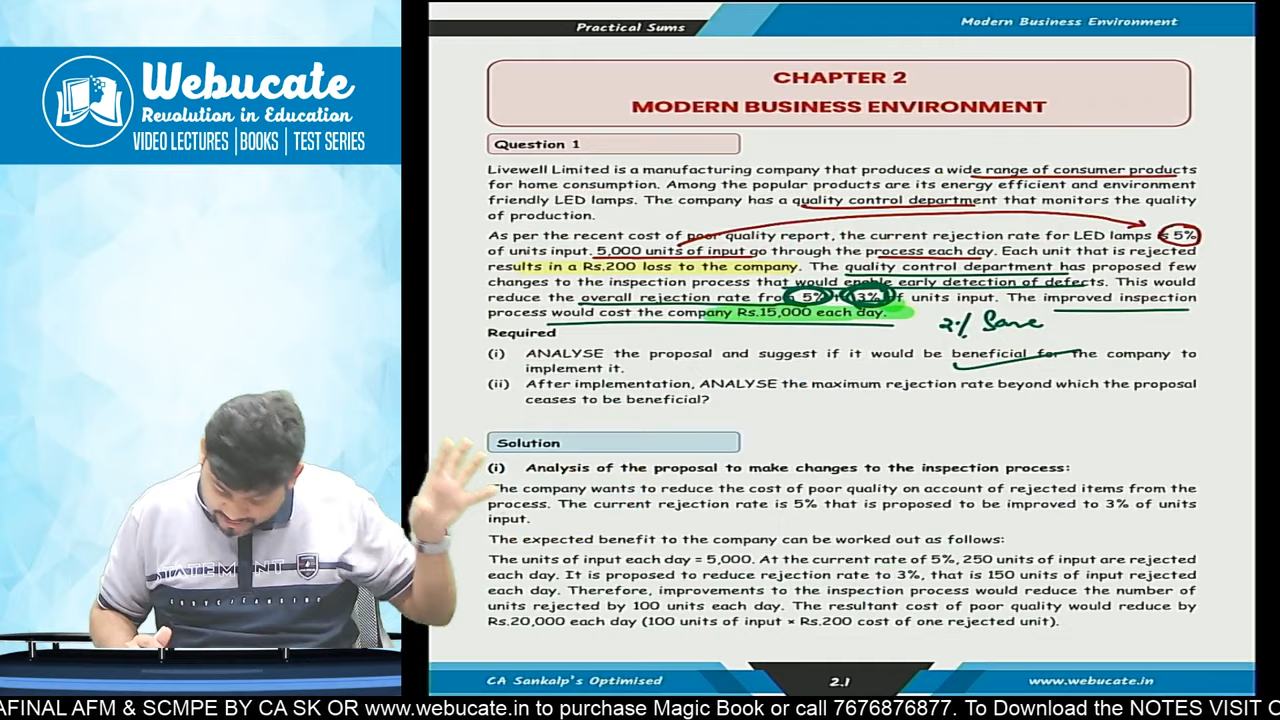 Webucate
Revolution in Education
VIDEO LECTURES | BOOKS | TEST SERIES
Practical Sums
Modern Business Environment
CHAPTER 2
MODERN BUSINESS ENVIRONMENT
Question 1
Livewell Limited is a manufacturing company that produces a wide range of consumer products
for home consumption. Among the popular products are its energy efficient and environment
friendly LED lamps. The company has a quality control department that monitors the quality
of production.
As per the recent cost of poor quality report, the current rejection rate for LED lamps is 5%
of units input. 5,000 units of input go through the process each day. Each unit that is rejected
results in a Rs.200 loss to the company. The quality control department has proposed few
changes to the inspection process that would enable early detection of defects. This would
reduce the overall rejection rate from 5% to 3% of units input. The improved inspection
process would cost the company Rs.15,000 each day.
2% Save
Required
(i) ANALYSE the proposal and suggest if it would be beneficial for the company to
implement it.
(ii) After implementation, ANALYSE the maximum rejection rate beyond which the proposal
ceases to be beneficial?
Solution
(i) Analysis of the proposal to make changes to the inspection process:
The company wants to reduce the cost of poor quality on account of rejected items from the
process. The current rejection rate is 5% that is proposed to be improved to 3% of units
input.
The expected benefit to the company can be worked out as follows:
The units of input each day = 5,000. At the current rate of 5%, 250 units of input are rejected
each day. It is proposed to reduce rejection rate to 3%, that is 150 units of input rejected
each day. Therefore, improvements to the inspection process would reduce the number of
units rejected by 100 units each day. The resultant cost of poor quality would reduce by
Rs.20,000 each day (100 units of input × Rs.200 cost of one rejected unit).
CA Sankalp's Optimised
2.1
www.webucate.in
AFINAL AFM & SCMPE BY CA SK OR www.webucate.in to purchase Magic Book or call 7676876877. To Download the NOTES VISIT